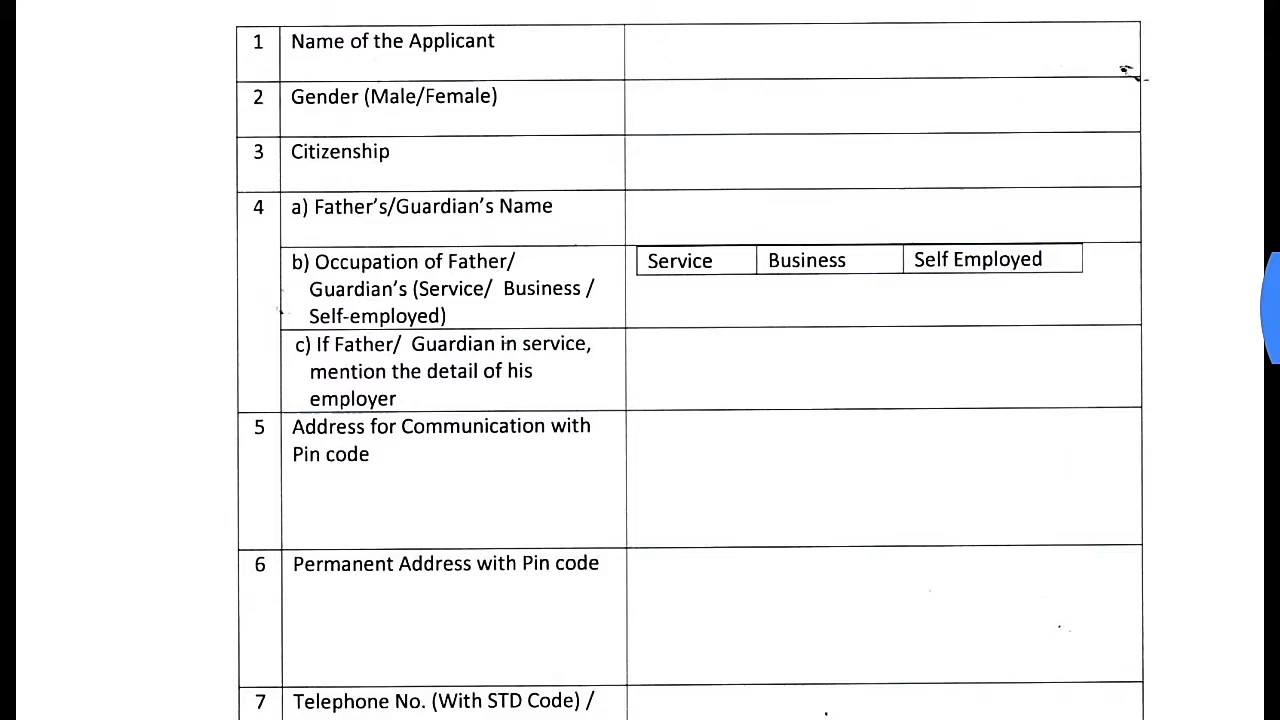 1 Name of the Applicant
2 Gender (Male/Female)
3 Citizenship
4 a) Father's/Guardian's Name
b) Occupation of Father/
Guardian's (Service/ Business /
Self-employed)
Service Business Self Employed
c) If Father/ Guardian in service,
mention the detail of his
employer
5 Address for Communication with
Pin code
6 Permanent Address with Pin code
7 Telephone No. (With STD Code) /